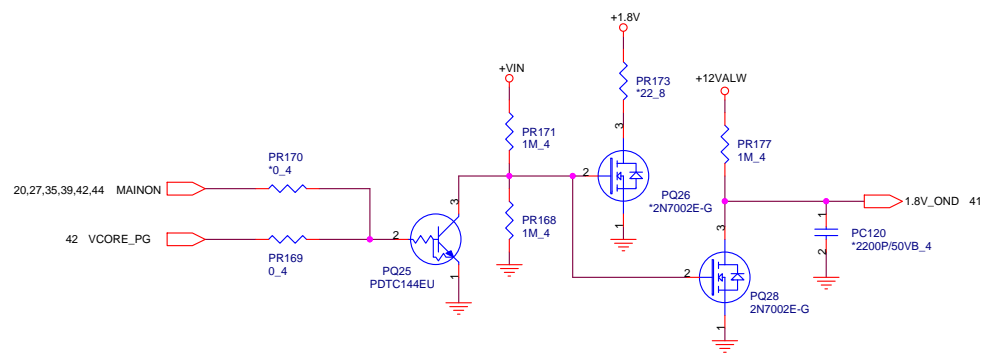 +1.8V
+VIN
PR173
*22_8
+12VALW
3
PR171
1M_4
PR177
1M_4
PR170
*0_4
2
20,27,35,39,42,44 MAINON
PQ26
*2N7002E-G
1.8V_OND 41
3
PR168
1M_4
1
3
1
PC120
*2200P/50VB_4
2
42 VCORE_PG
2
PR169
0_4
PQ25
PDTC144EU
1
2
PQ28
2N7002E-G
1